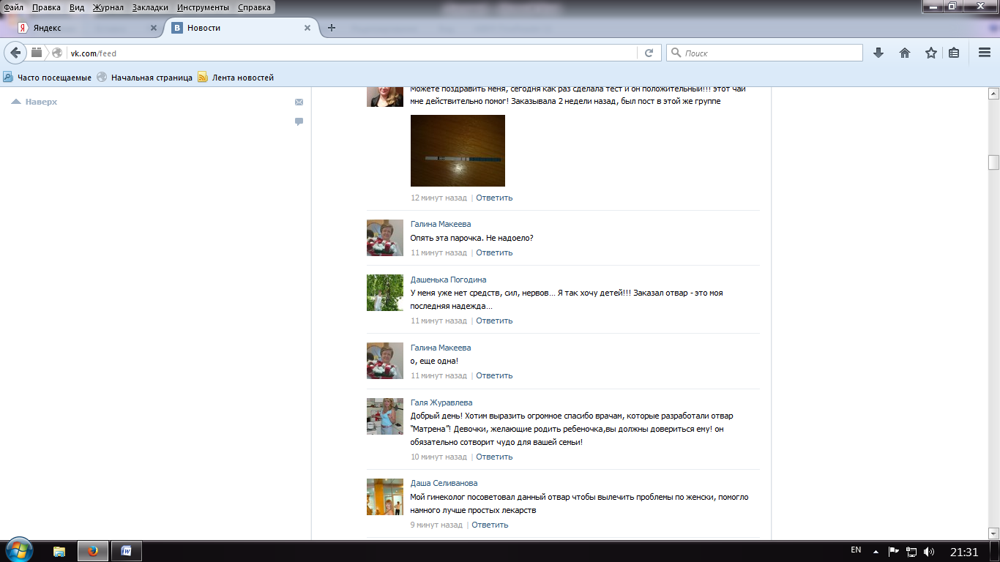 Файл Правка Вид Журнал Закладки Инструменты Справка
Яндекс
Новости
vk.com/feed
Поиск
Часто посещаемые Начальная страница Лента новостей
Наверх
Можете поздравить меня, сегодня как раз сделала тест и он положительный!!! этот чай
мне действительно помог! Заказывала 2 недели назад, был пост в этой же группе
12 минут назад | Ответить
Галина Макеева
Опять эта парочка. Не надоело?
11 минут назад | Ответить
Дашенька Погодина
У меня уже нет средств, сил, нервов... Я так хочу детей!!! Заказал отвар - это моя
последняя надежда...
11 минут назад | Ответить
Галина Макеева
о, еще одна!
11 минут назад | Ответить
Галя Журавлева
Добрый день! Хотим выразить огромное спасибо врачам, которые разработали отвар
"Матрена"! Девочки, желающие родить ребеночка,вы должны довериться ему! он
обязательно сотворит чудо для вашей семьи!
10 минут назад | Ответить
Даша Селиванова
Мой гинеколог посоветовал данный отвар чтобы вылечить проблемы по женски, помогло
намного лучше простых лекарств
9 минут назад | Ответить
EN
21:31